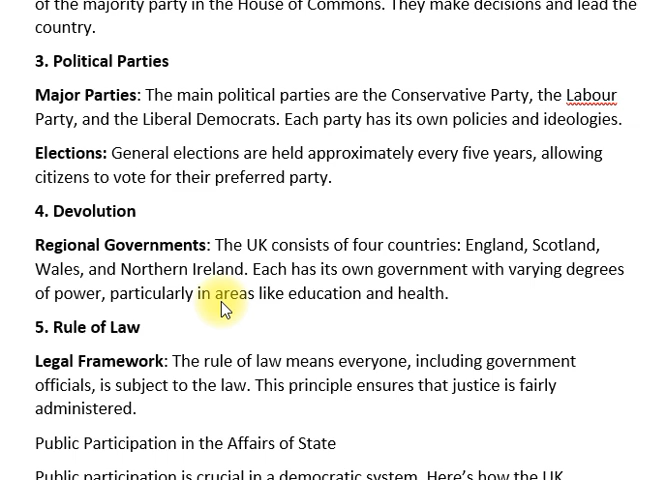 of the majority party in the House of Commons. They make decisions and lead the
country.
3. Political Parties
Major Parties: The main political parties are the Conservative Party, the Labour
Party, and the Liberal Democrats. Each party has its own policies and ideologies.
Elections: General elections are held approximately every five years, allowing
citizens to vote for their preferred party.
4. Devolution
Regional Governments: The UK consists of four countries: England, Scotland,
Wales, and Northern Ireland. Each has its own government with varying degrees
of power, particularly in areas like education and health.
5. Rule of Law
Legal Framework: The rule of law means everyone, including government
officials, is subject to the law. This principle ensures that justice is fairly
administered.
Public Participation in the Affairs of State
Public participation is crucial in a democratic system. Here’s how the UK